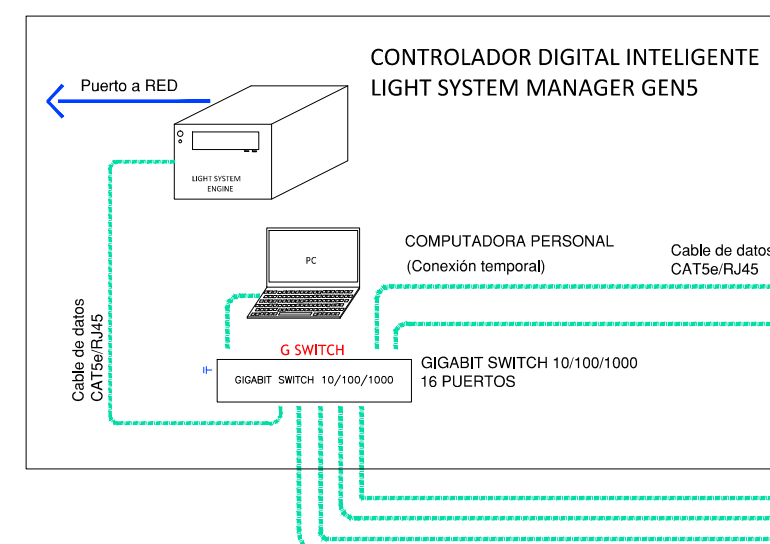 CONTROLADOR DIGITAL INTELIGENTE
LIGHT SYSTEM MANAGER GEN5
Puerto a RED
LIGHT SYSTEM
ENGINE
PC
COMPUTADORA PERSONAL
(Conexión temporal)
Cable de datos
CAT5e/RJ45
Cable de datos
CAT5e/RJ45
G SWITCH
GIGABIT SWITCH 10/100/1000
GIGABIT SWITCH 10/100/1000
16 PUERTOS